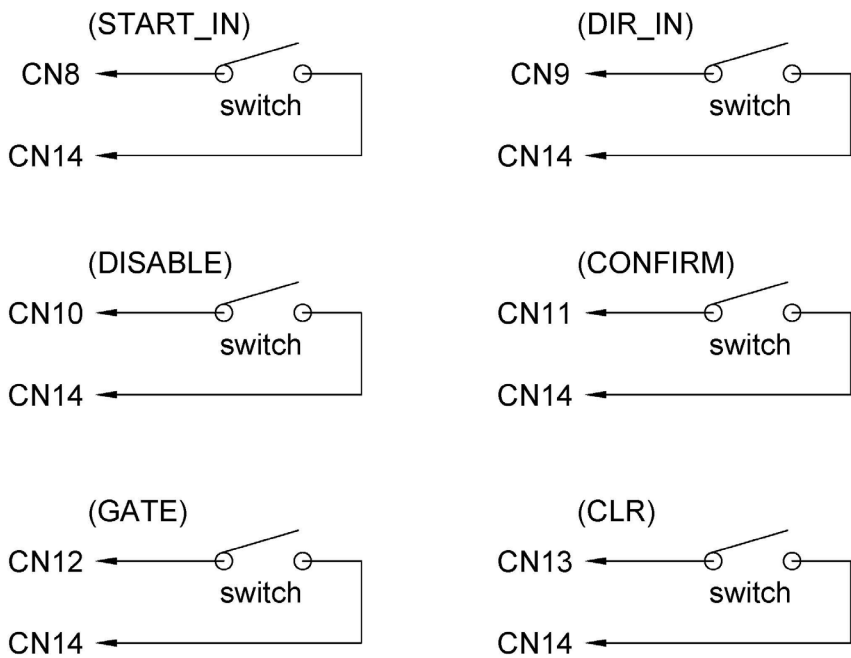 (START_IN)
CN8
switch
CN14
(DIR_IN)
CN9
switch
CN14
(DISABLE)
CN10
switch
CN14
(CONFIRM)
CN11
switch
CN14
(GATE)
CN12
switch
CN14
(CLR)
CN13
switch
CN14